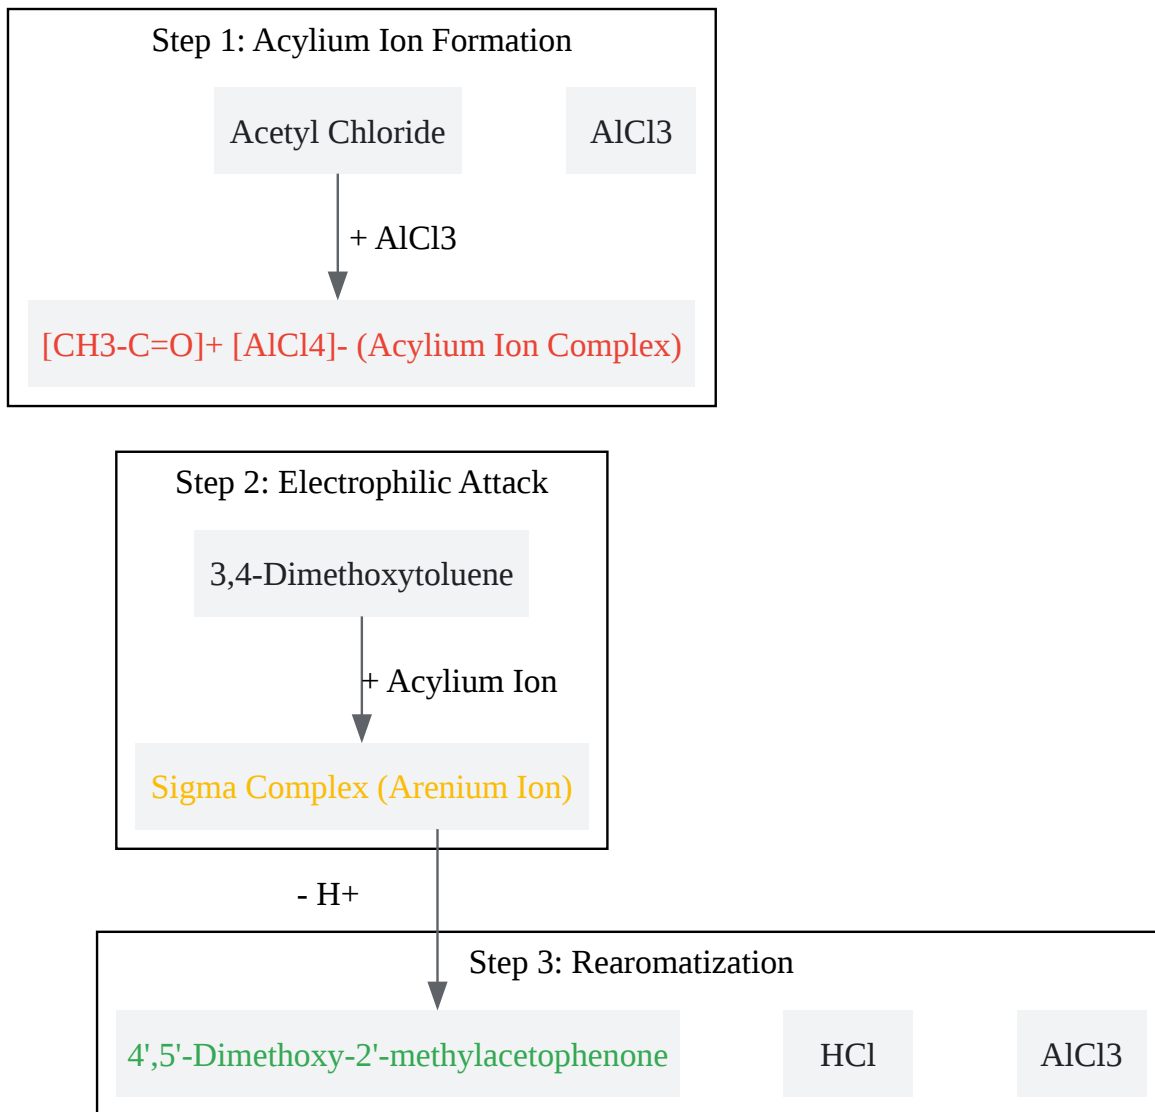 Step 1: Acylium Ion Formation
Acetyl Chloride
AlCl3
+ AlCl3
[CH3-C=O]+ [AlCl4]- (Acylium Ion Complex)
Step 2: Electrophilic Attack
3,4-Dimethoxytoluene
+ Acylium Ion
Sigma Complex (Arenium Ion)
- H+
Step 3: Rearomatization
4',5'-Dimethoxy-2'-methylacetophenone
HCl
AlCl3